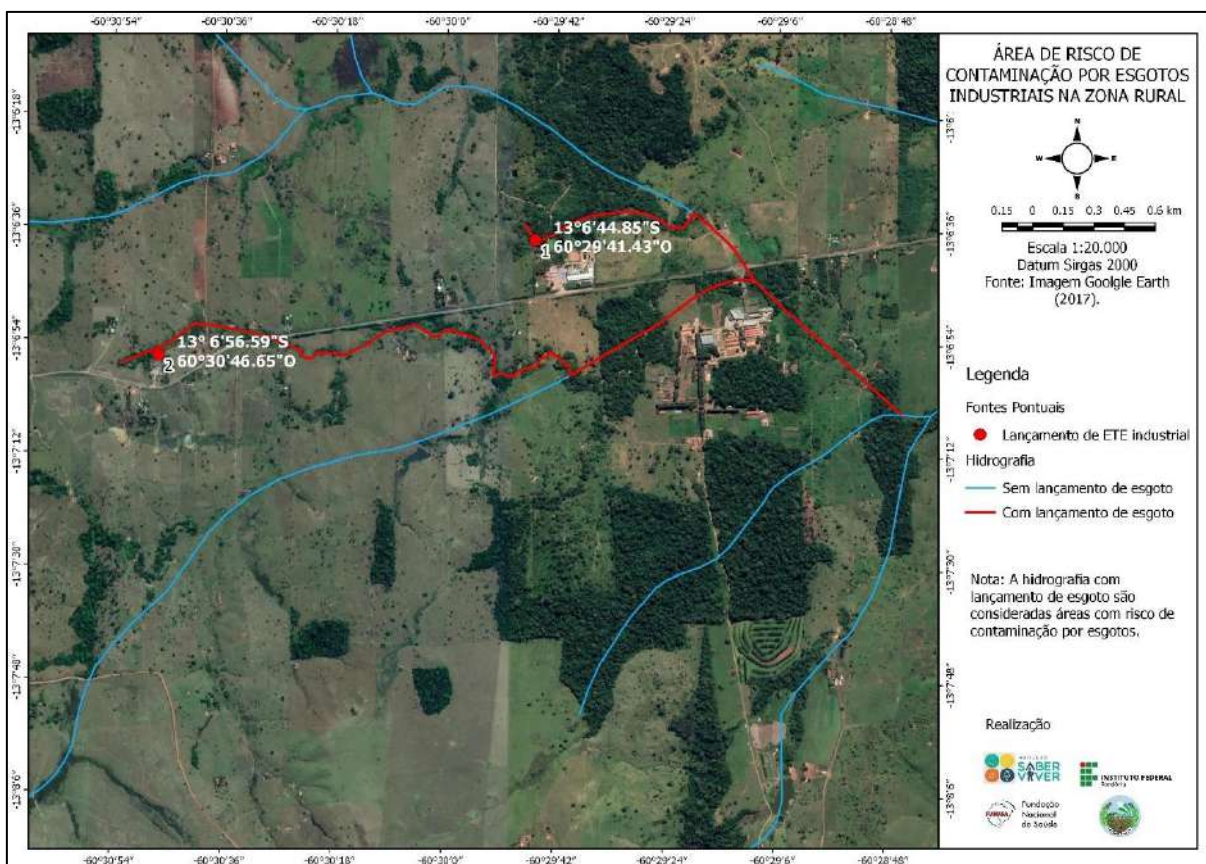 -60°30'54" -60°30'36" -60°30'18" -60°30'0" -60°29'42" -60°29'24" -60°29'6" -60°28'48"
-13°6'18"
-13°6'36"
-13°6'54"
-13°7'12"
-13°7'30"
-13°7'48"
-13°8'6"
13°6'44.85"S
60°29'41.43"O
1
13° 6'56.59"S
60°30'46.65"O
2
-13°6'36"
-13°6'54"
-13°7'12"
-13°7'30"
-13°7'48"
-13°8'6"
-60°30'54" -60°30'36" -60°30'18" -60°30'0" -60°29'42" -60°29'24" -60°29'6" -60°28'48"
ÁREA DE RISCO DE
CONTAMINAÇÃO POR ESGOTOS
INDUSTRIAIS NA ZONA RURAL
N
W E
S
0.15 0 0.15 0.3 0.45 0.6 km
Escala 1:20.000
Datum Sirgas 2000
Fonte: Imagem Goolgle Earth
(2017).
Legenda
Fontes Pontuais
Lançamento de ETE industrial
Hidrografia
Sem lançamento de esgoto
Com lançamento de esgoto
Nota: A hidrografia com
lançamento de esgoto são
consideradas áreas com risco de
contaminação por esgotos.
Realização
SABER
VIVER
INSTITUTO FEDERAL
Rondônia
Fundação
Nacional
de Saúde